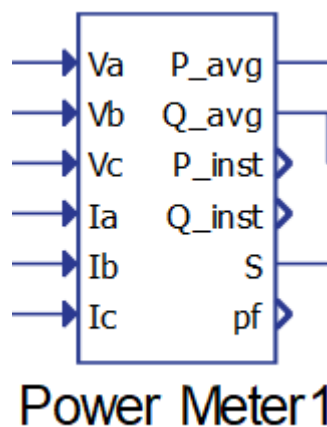 Va P_avg
Vb Q_avg
Vc P_inst
Ia Q_inst
Ib S
Ic pf
Power Meter1